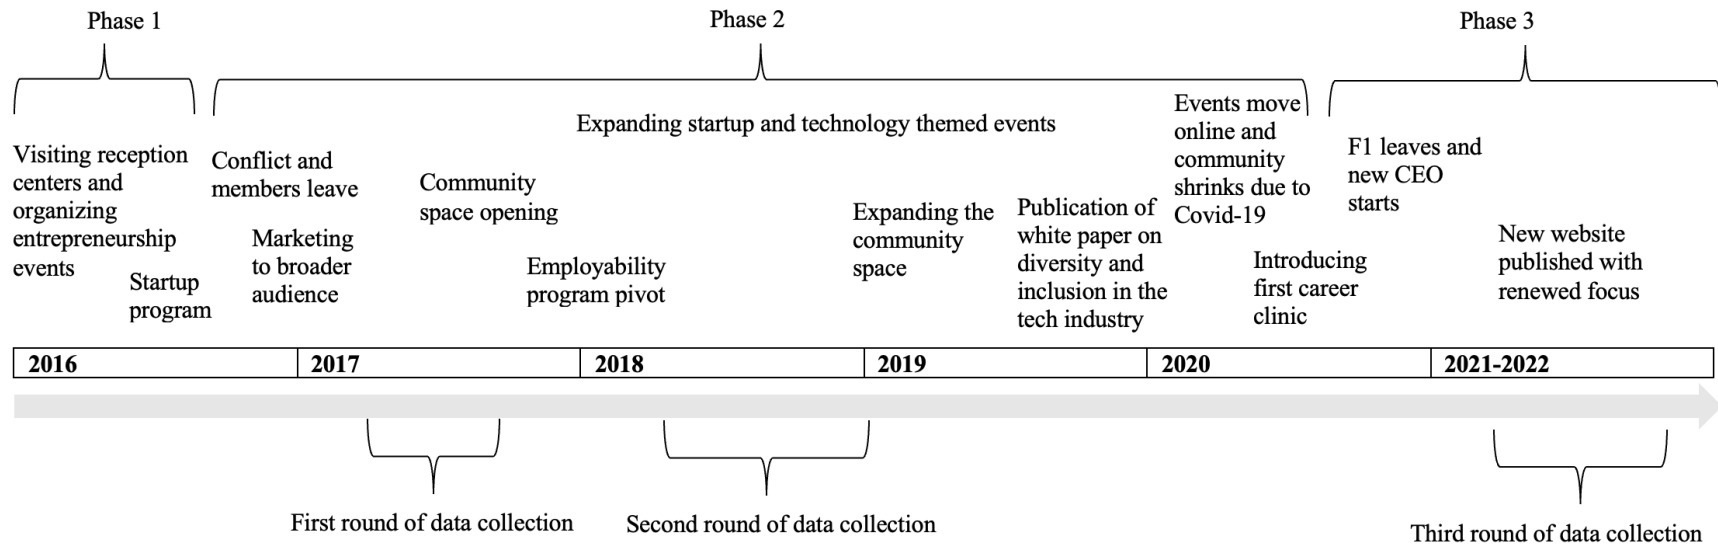 Phase 1
Phase 2
Phase 3
Visiting reception
centers and
organizing
entrepreneurship
events
Startup
program
Conflict and
members leave
Marketing
to broader
audience
Community
space opening
Employability
program pivot
Expanding startup and technology themed events
Expanding the
community
space
Publication of
white paper on
diversity and
inclusion in the
tech industry
Events move
online and
community
shrinks due to
Covid-19
Introducing
first career
clinic
F1 leaves and
new CEO
starts
New website
published with
renewed focus
2016
2017
2018
2019
2020
2021-2022
First round of data collection
Second round of data collection
Third round of data collection